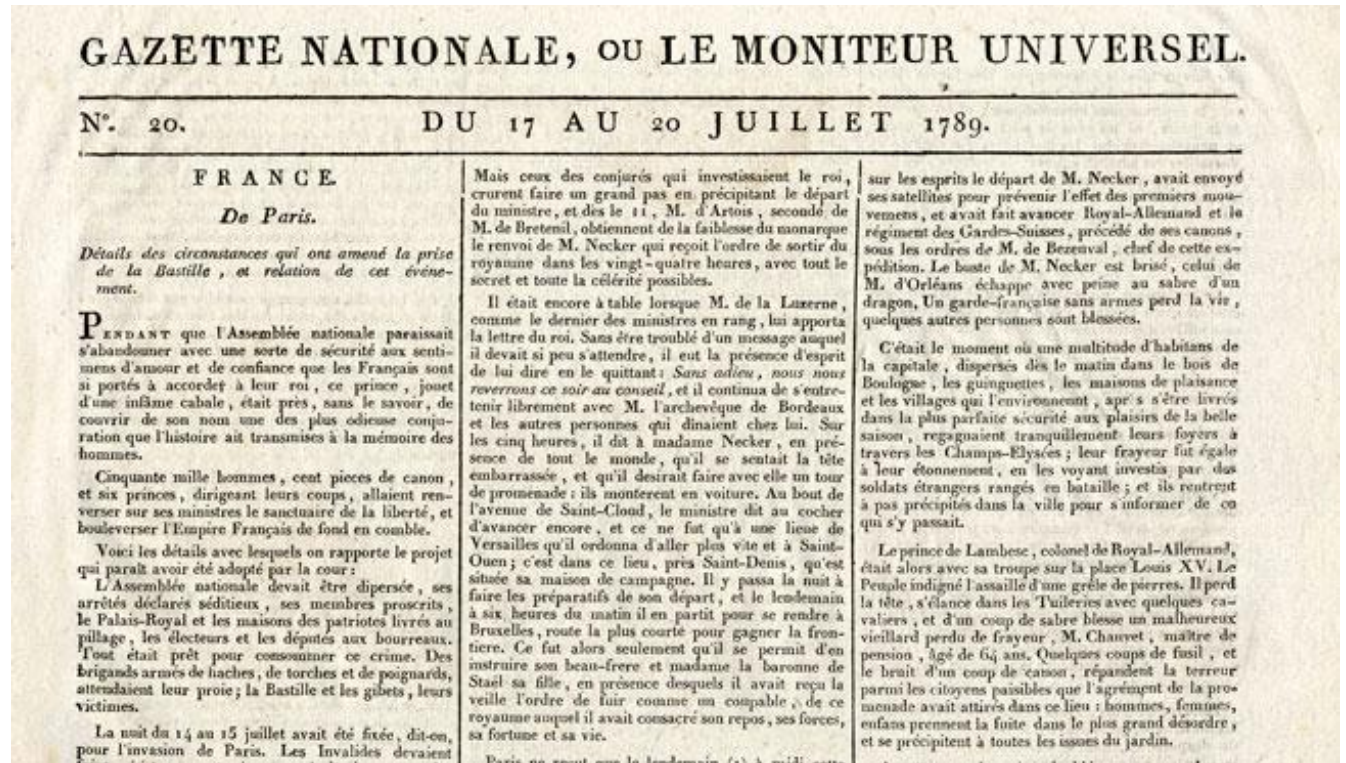 GAZETTE NATIONALE, OU LE MONITEUR UNIVERSEL.
N°. 20. DU 17 AU 20 JUILLET 1789.
FRANCE.
De Paris.
Détails des circonstances qui ont amené la prise
de la Bastille, et relation de cet événe-
ment.
PENDANT que l'Assemblée nationale paraissait
s'abandonner avec une sorte de sécurité aux senti-
mens d'amour et de confiance que les Français sont
si portés à accorder à leur roi, ce prince, jouet
d'une infâme cabale, était près, sans le savoir, de
couvrir de son nom une des plus odieuse conju-
ration que l'histoire ait transmises à la mémoire des
hommes.
Cinquante mille hommes, cent pieces de canon,
et six princes, dirigeant leurs coups, allaient ren-
verser sur ses ministres le sanctuaire de la liberté, et
bouleverser l'Empire Français de fond en comble.
Voici les détails avec lesquels on rapporte le projet
qui paraît avoir été adopté par la cour:
L'Assemblée nationale devait être dipersée, ses
arrêtés déclarés séditieux, ses membres proscrits,
le Palais-Royal et les maisons des patriotes livrés au
pillage, les électeurs et les députés aux bourreaux.
Tout était prêt pour consommer ce crime. Des
brigands armés de haches, de torches et de poignards,
attendaient leur proie; la Bastille et les gibets, leurs
victimes.
La nuit du 14 au 15 juillet avait été fixée, dit-on,
pour l'invasion de Paris. Les Invalides devaient
Mais ceux des conjurés qui investissaient le roi,
crurent faire un grand pas en précipitant le départ
du ministre, et dès le 11, M. d'Artois, secondé de
M. de Bretenil, obtiennent de la faiblesse du monarque
le renvoi de M. Necker qui reçoit l'ordre de sortir du
royaume dans les vingt-quatre heures, avec tout le
secret et toute la célérité possibles.
Il était encore à table lorsque M. de la Luzerne,
comme le dernier des ministres en rang, lui apporta
la lettre du roi. Sans être troublé d'un message auquel
il devait si peu s'attendre, il eut la présence d'esprit
de lui dire en le quittant: Sans adieu, nous nous
reverrons ce soir au conseil, et il continua de s'entre-
tenir librement avec M. l'archevêque de Bordeaux
et les autres personnes qui dinaient chez lui. Sur
les cinq heures, il dit à madame Necker, en pré-
sence de tout le monde, qu'il se sentait la tête
embarrassée, et qu'il desirait faire avec elle un tour
de promenade: ils monterent en voiture. Au bout de
l'avenue de Saint-Cloud, le ministre dit au cocher
d'avancer encore, et ce ne fut qu'à une lieue de
Versailles qu'il ordonna d'aller plus vite et à Saint-
Ouen; c'est dans ce lieu, près Saint-Denis, qu'est
située sa maison de campagne. Il y passa la nuit à
faire les préparatifs de son départ, et le lendemain
à six heures du matin il en partit pour se rendre à
Bruxelles, route la plus courte pour gagner la fron-
tiere. Ce fut alors seulement qu'il se permit d'en
instruire son beau-frere et madame la baronne de
Staël sa fille, en présence desquels il avait reçu la
veille l'ordre de fuir comme un coupable, de ce
royaume auquel il avait consacré son repos, ses forces,
sa fortune et sa vie.
Paris ne reçut que le lendemain (1) à midi cette
sur les esprits le départ de M. Necker, avait envoyé
ses satellites pour prévenir l'effet des premiers mou-
vemens, et avait fait avancer Royal-Allemand et le
régiment des Gardes-Suisses, précédé de ses canons,
sous les ordres de M. de Bezenval, chef de cette ex-
pédition. Le buste de M. Necker est brisé, celui de
M. d'Orléans échappe avec peine au sabre d'un
dragon, Un garde-française sans armes perd la vie,
quelques autres personnes sont blessées.
C'était le moment où une multitude d'habitans de
la capitale, dispersés dès le matin dans le bois de
Boulogne, les guinguettes, les maisons de plaisance
et les villages qui l'environnent, apr s s'être livrés
dans la plus parfaite sécurité aux plaisirs de la belle
saison, regagnaient tranquillement leurs foyers à
travers les Champs-Elysées; leur frayeur fut égale
à leur étonnement, en les voyant investis par des
soldats étrangers rangés en bataille; et ils rentrent
à pas précipités dans la ville pour s'informer de ce
qui s'y passait.
Le prince de Lambesc, colonel de Royal-Allemand,
était alors avec sa troupe sur la place Louis XV. Le
Peuple indigné l'assaille d'une grêle de pierres. Il perd
la tête, s'élance dans les Tuileries avec quelques ca-
valiers, et d'un coup de sabre blesse un malheureux
vieillard perdu de frayeur, M. Chauvet, maître de
pension, âgé de 64 ans. Quelques coups de fusil, et
le bruit d'un coup de canon, répandent la terreur
parmi les citoyens paisibles que l'agrément de la pro-
menade avait attirés dans ce lieu: hommes, femmes,
enfans prennent la fuite dans le plus grand désordre,
et se précipitent à toutes les issues du jardin.